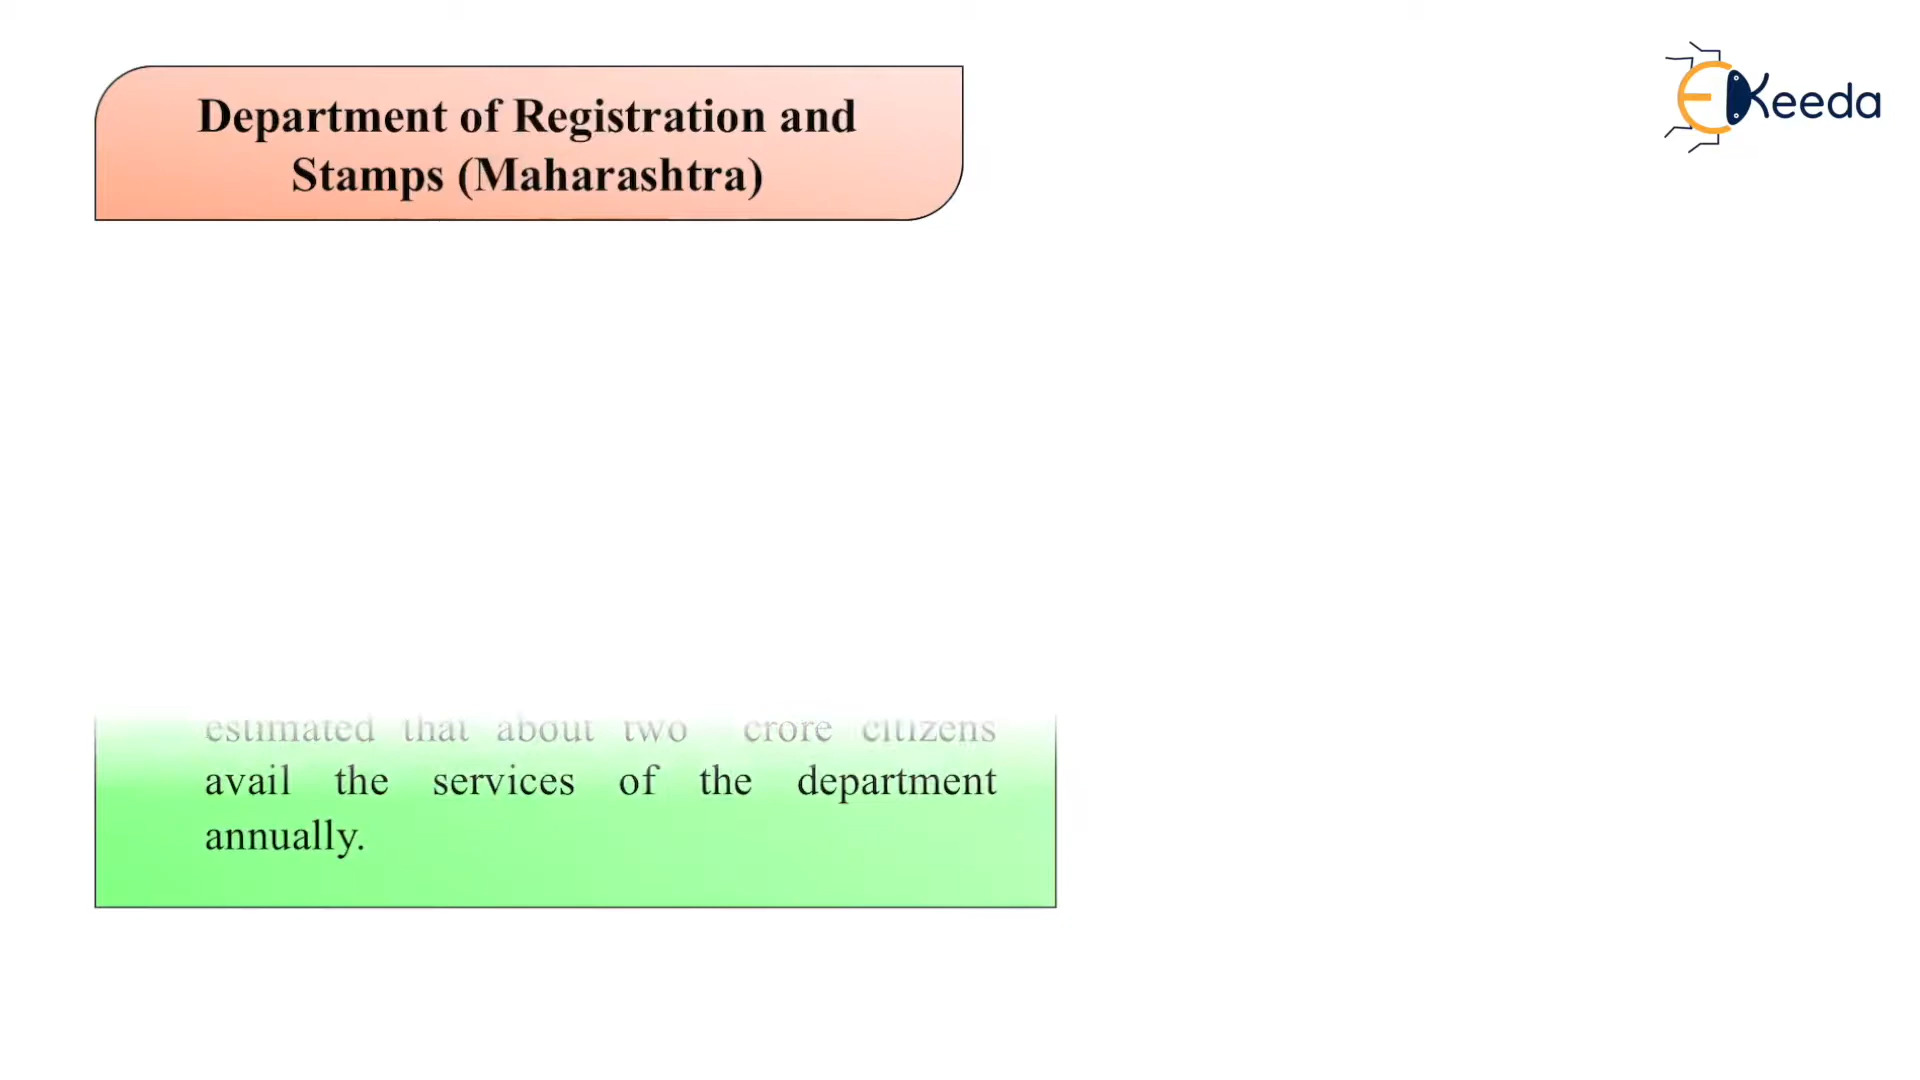 Department of Registration and
Stamps (Maharashtra)
EKeeda
estimated that about two crore citizens
avail the services of the department
annually.